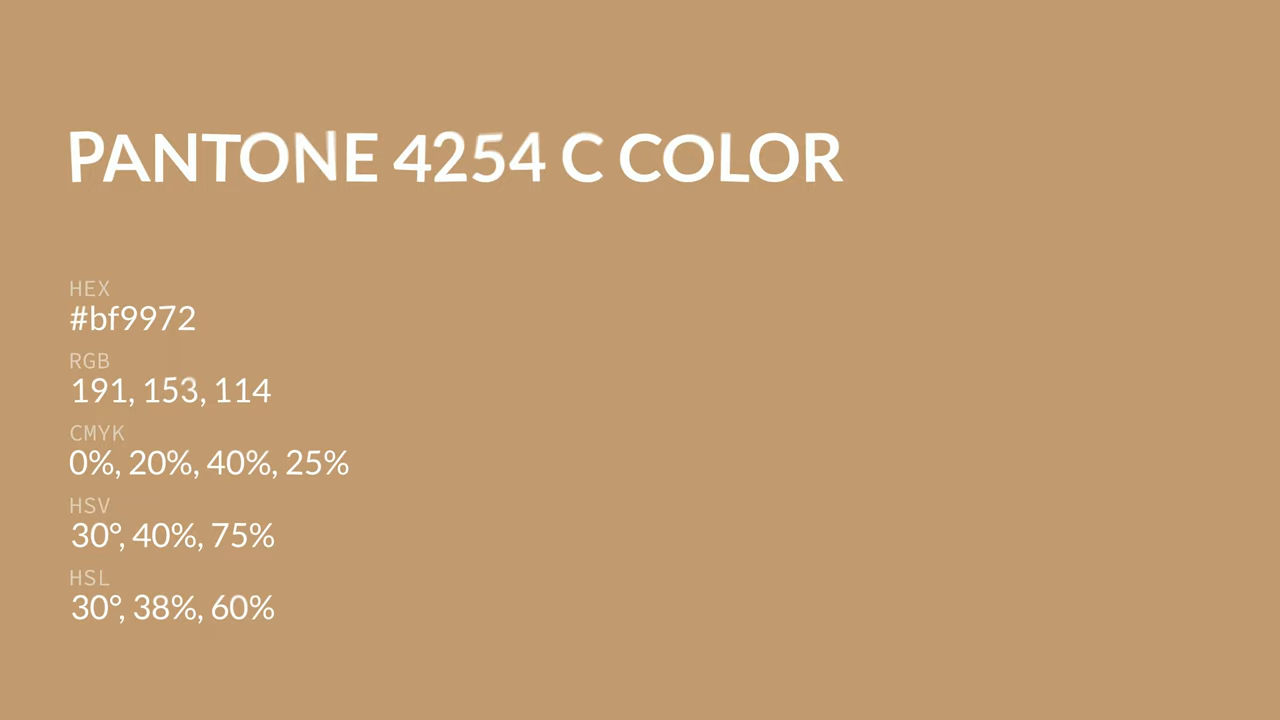 PANTONE 4254 C COLOR
HEX
#bf9972
RGB
191, 153, 114
CMYK
0%, 20%, 40%, 25%
HSV
30°, 40%, 75%
HSL
30°, 38%, 60%